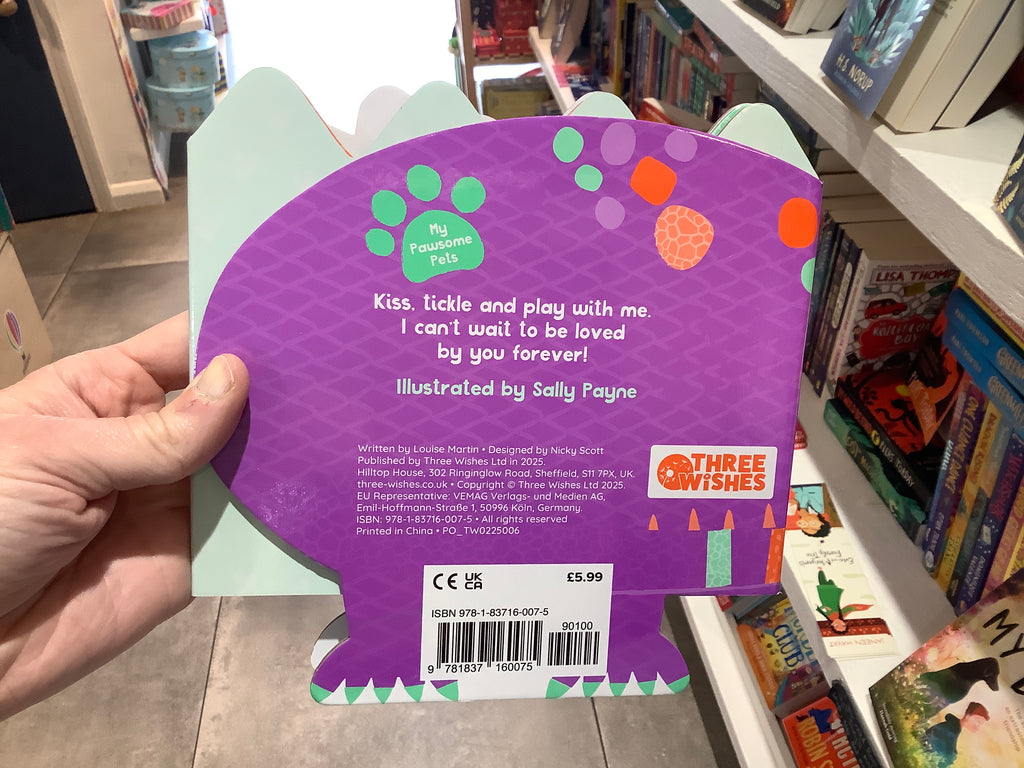 My
Pawsome
Pets
Kiss, tickle and play with me.
I can't wait to be loved
by you forever!
Illustrated by Sally Payne
Written by Louise Martin • Designed by Nicky Scott
Published by Three Wishes Ltd in 2025.
Hilltop House, 302 Ringinglow Road, Sheffield, S11 7PX, UK.
three-wishes.co.uk • Copyright © Three Wishes Ltd 2025.
EU Representative: VEMAG Verlags- und Medien AG,
Emil-Hoffmann-Straße 1, 50996 Köln, Germany.
ISBN: 978-1-83716-007-5 • All rights reserved
Printed in China • PO_TW0225006
THREE
WiSHES
CE UK
CA
£5.99
ISBN 978-1-83716-007-5
90100
9 781837 160075
H.S. NORUP
LISA THOMPS
CLUB
MY